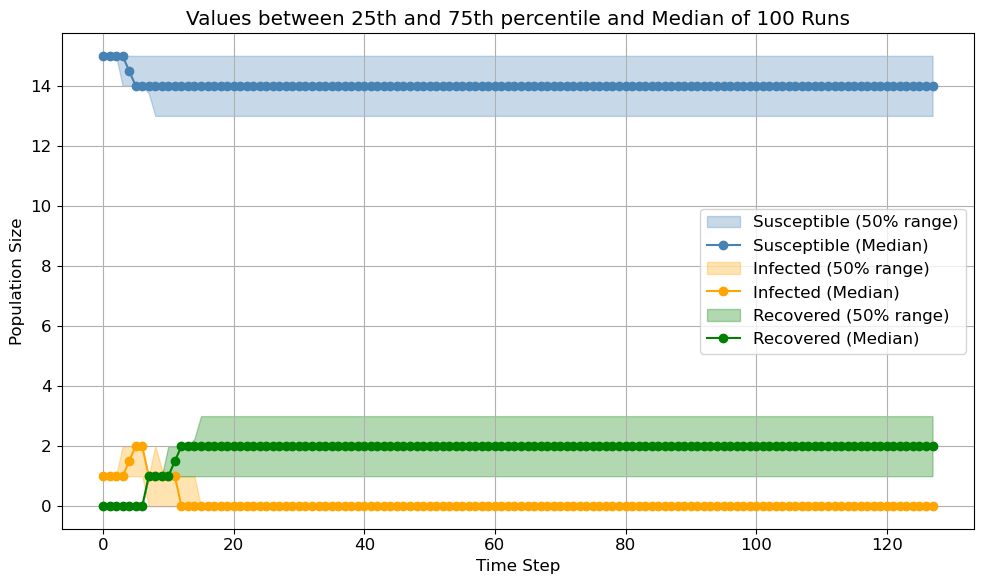 Values between 25th and 75th percentile and Median of 100 Runs
Population Size
14
12
10
8
6
4
2
0
Susceptible (50% range)
Susceptible (Median)
Infected (50% range)
Infected (Median)
Recovered (50% range)
Recovered (Median)
0 20 40 60 80 100 120
Time Step